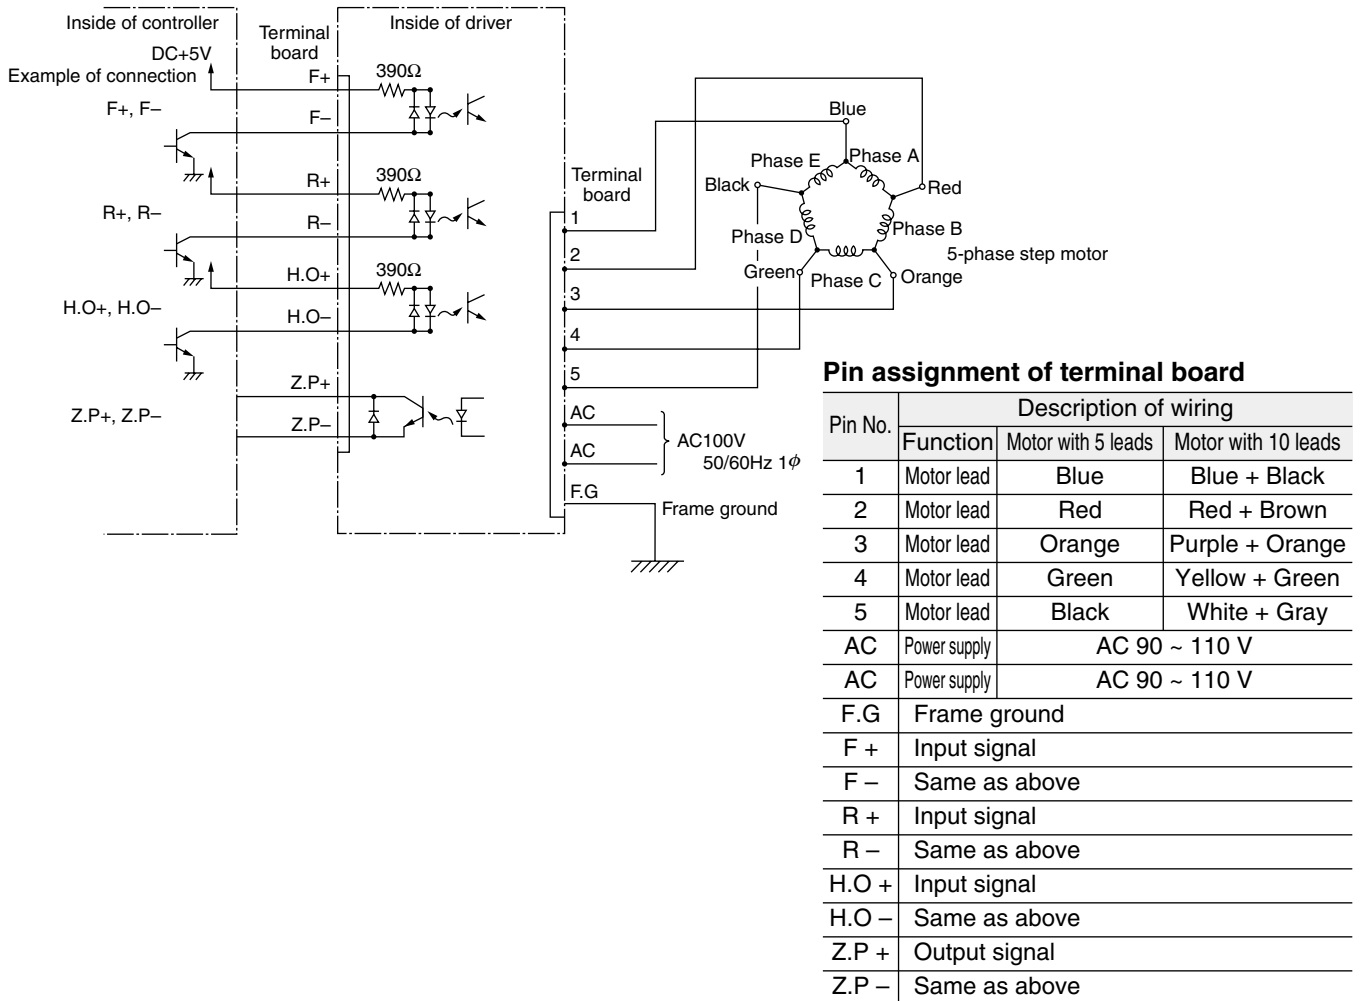 Inside of controller
Terminal
board
Inside of driver
DC+5V
Example of connection
F+
390Ω
F+, F–
F–
R+
390Ω
R+, R–
R–
H.O+
390Ω
H.O+, H.O–
H.O–
Z.P+
Z.P+, Z.P–
Z.P–
Terminal
board
1
2
3
4
5
AC
AC
AC100V
50/60Hz 1ϕ
F.G
Frame ground
Blue
Phase E
Phase A
Black
Red
Phase D
Phase B
5-phase step motor
Green
Phase C
Orange
Pin assignment of terminal board
Pin No. Description of wiring
Function Motor with 5 leads Motor with 10 leads
1 Motor lead Blue Blue + Black
2 Motor lead Red Red + Brown
3 Motor lead Orange Purple + Orange
4 Motor lead Green Yellow + Green
5 Motor lead Black White + Gray
AC Power supply AC 90 ~ 110 V
AC Power supply AC 90 ~ 110 V
F.G Frame ground
F + Input signal
F – Same as above
R + Input signal
R – Same as above
H.O + Input signal
H.O – Same as above
Z.P + Output signal
Z.P – Same as above